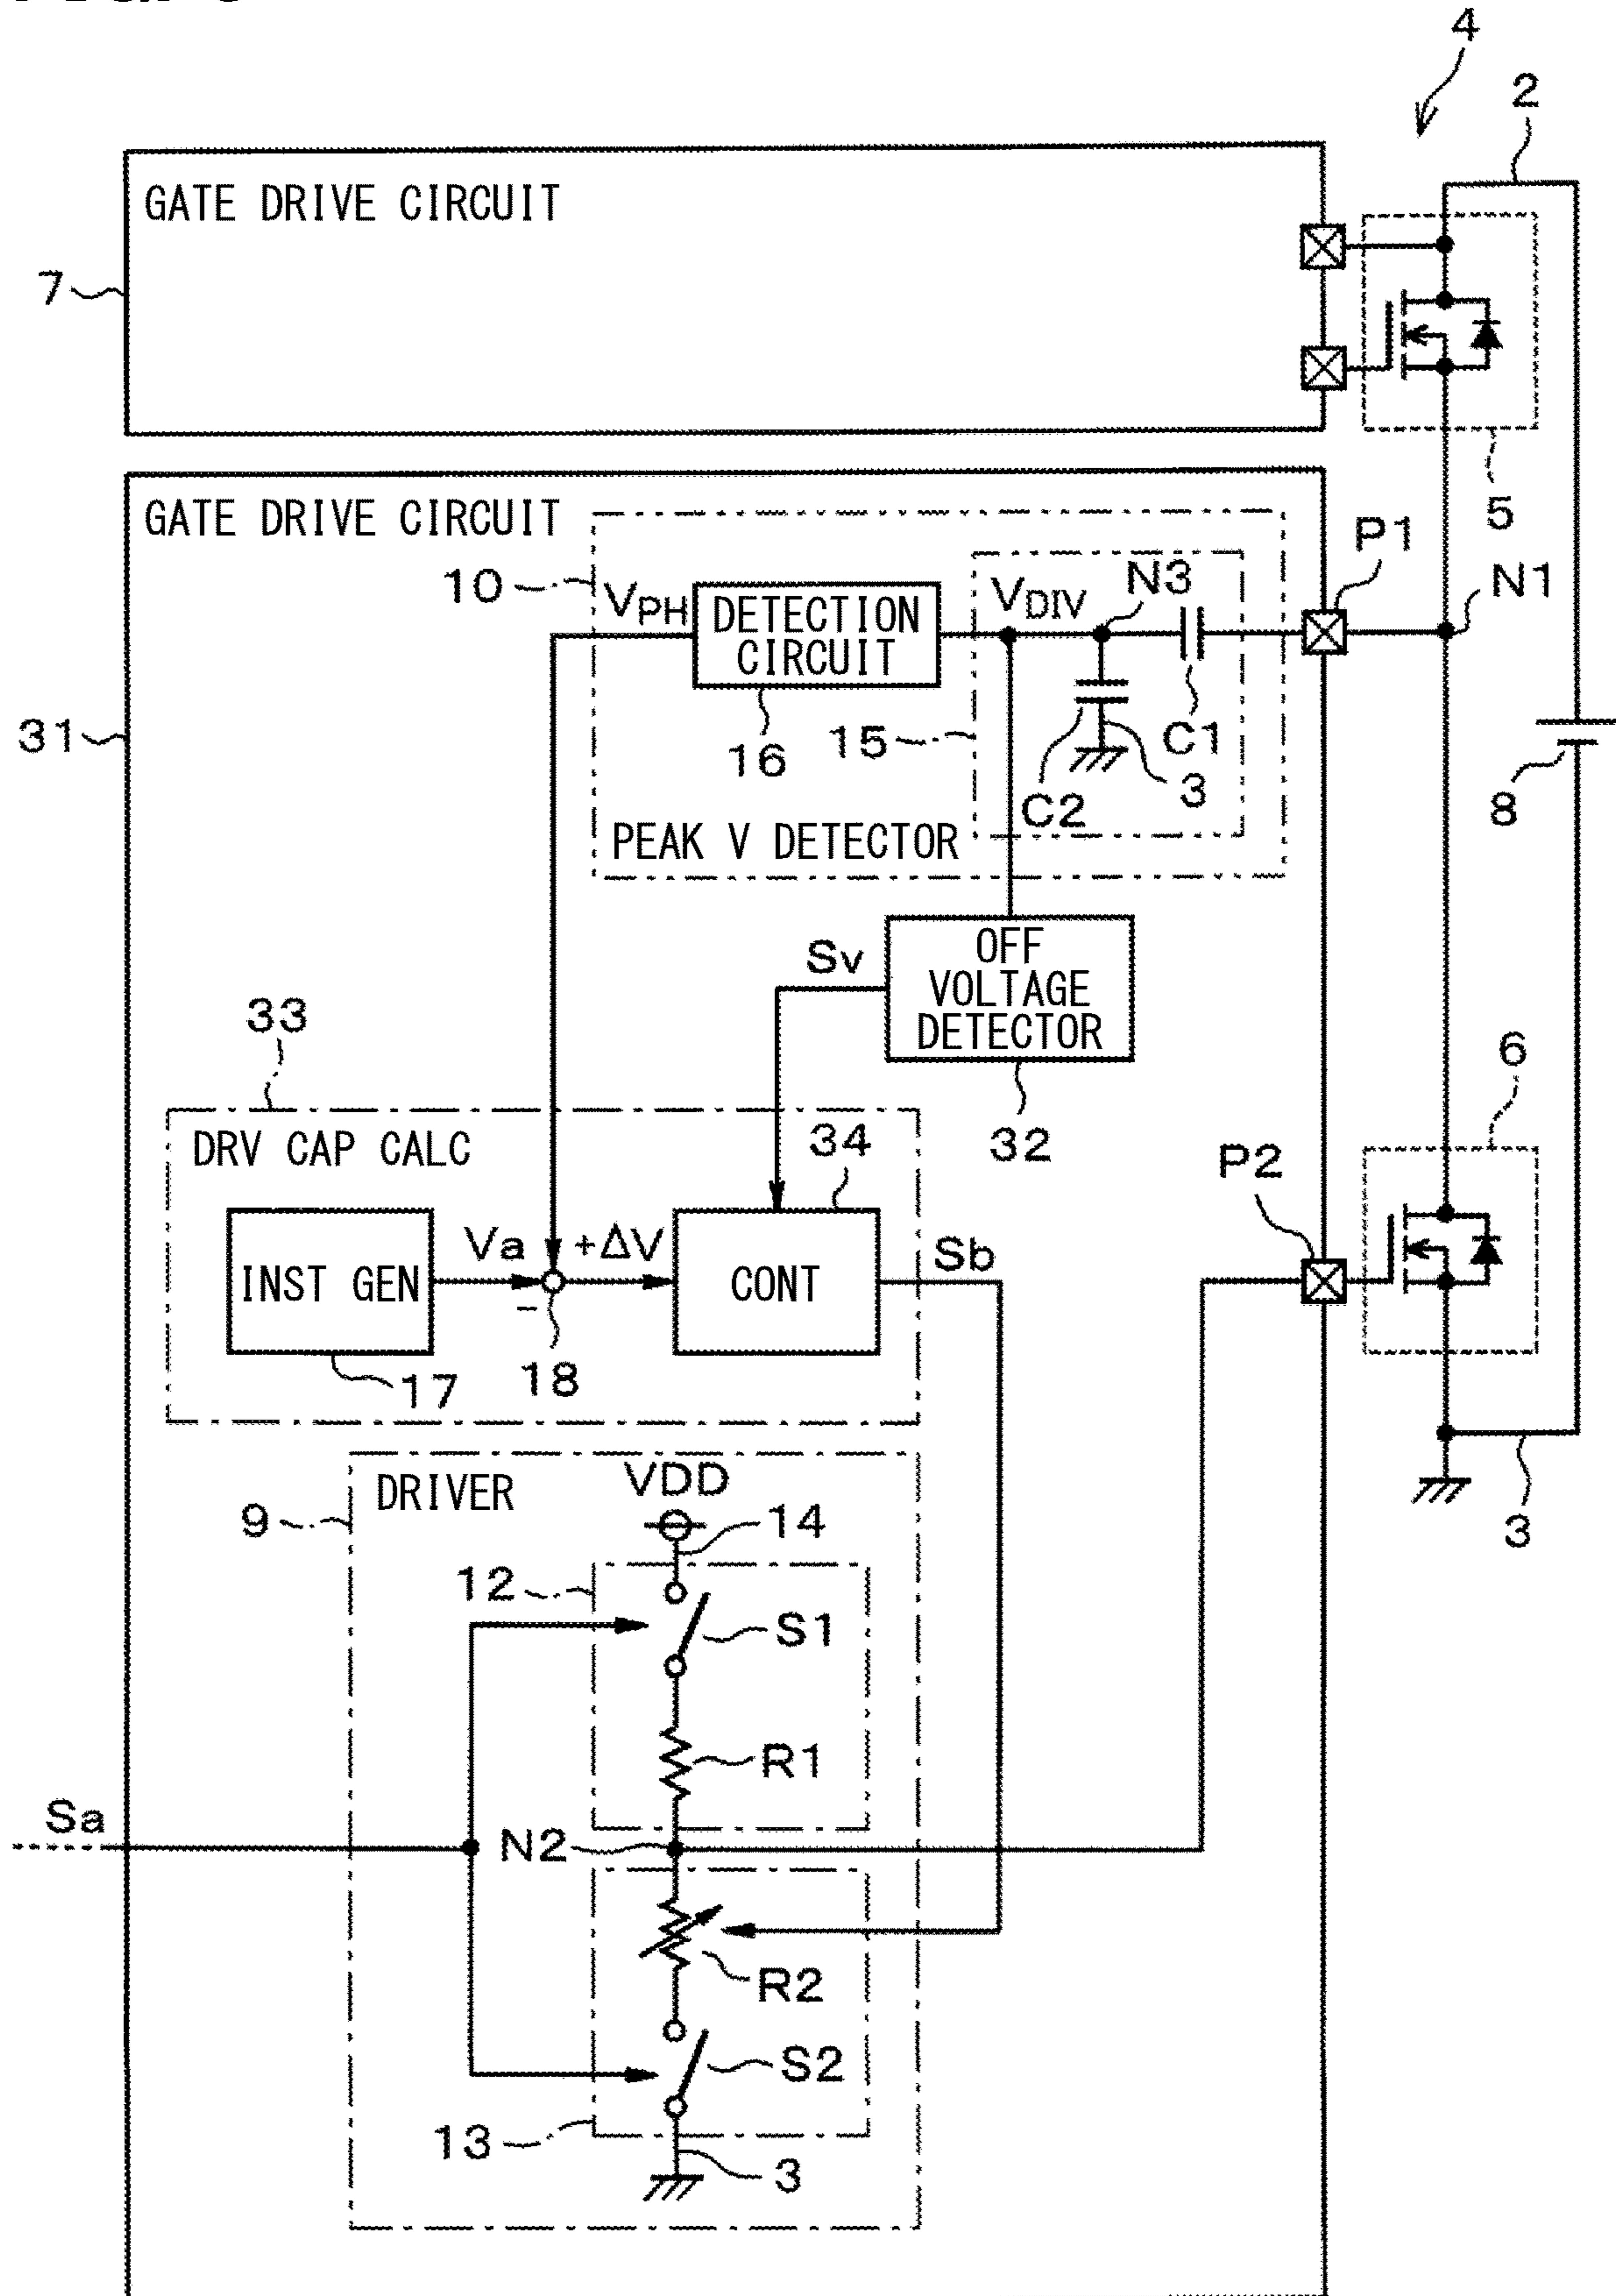 4
2
GATE DRIVE CIRCUIT
7
5
GATE DRIVE CIRCUIT
P1
10
VPH
DETECTION
CIRCUIT
VDIV
N3
N1
31
16
15
C1
C2
3
8
PEAK V DETECTOR
Sv
OFF
VOLTAGE
DETECTOR
33
6
32
DRV CAP CALC
34
P2
INST GEN
Va
+ΔV
CONT
Sb
-
17
18
DRIVER
VDD
9
14
3
12
S1
R1
Sa
N2
R2
S2
13
3